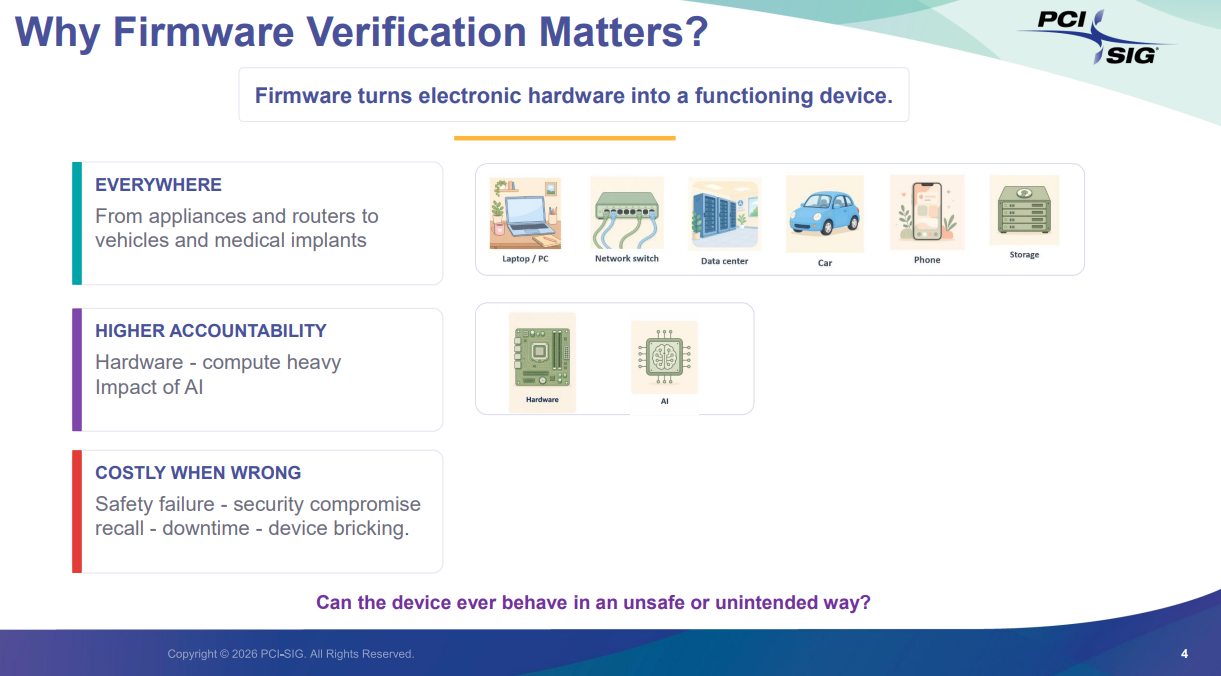 Why Firmware Verification Matters?
PCI
SIG
Firmware turns electronic hardware into a functioning device.
EVERYWHERE
From appliances and routers to
vehicles and medical implants
Laptop / PC
Network switch
Data center
Car
Phone
Storage
HIGHER ACCOUNTABILITY
Hardware - compute heavy
Impact of AI
Hardware
AI
COSTLY WHEN WRONG
Safety failure - security compromise
recall - downtime - device bricking.
Can the device ever behave in an unsafe or unintended way?
Copyright © 2026 PCI-SIG. All Rights Reserved.
4